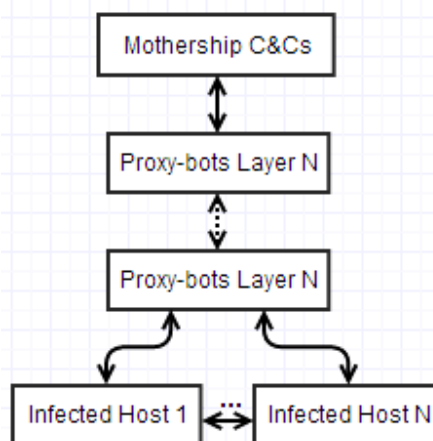 Mothership C&Cs
Proxy-bots Layer N
Proxy-bots Layer N
...
Infected Host 1
Infected Host N